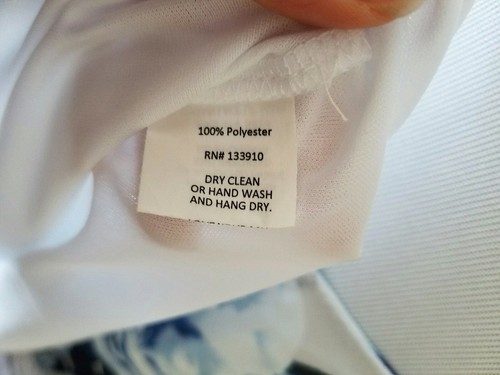 100% Polyester
RN# 133910
DRY CLEAN
OR HAND WASH
AND HANG DRY.